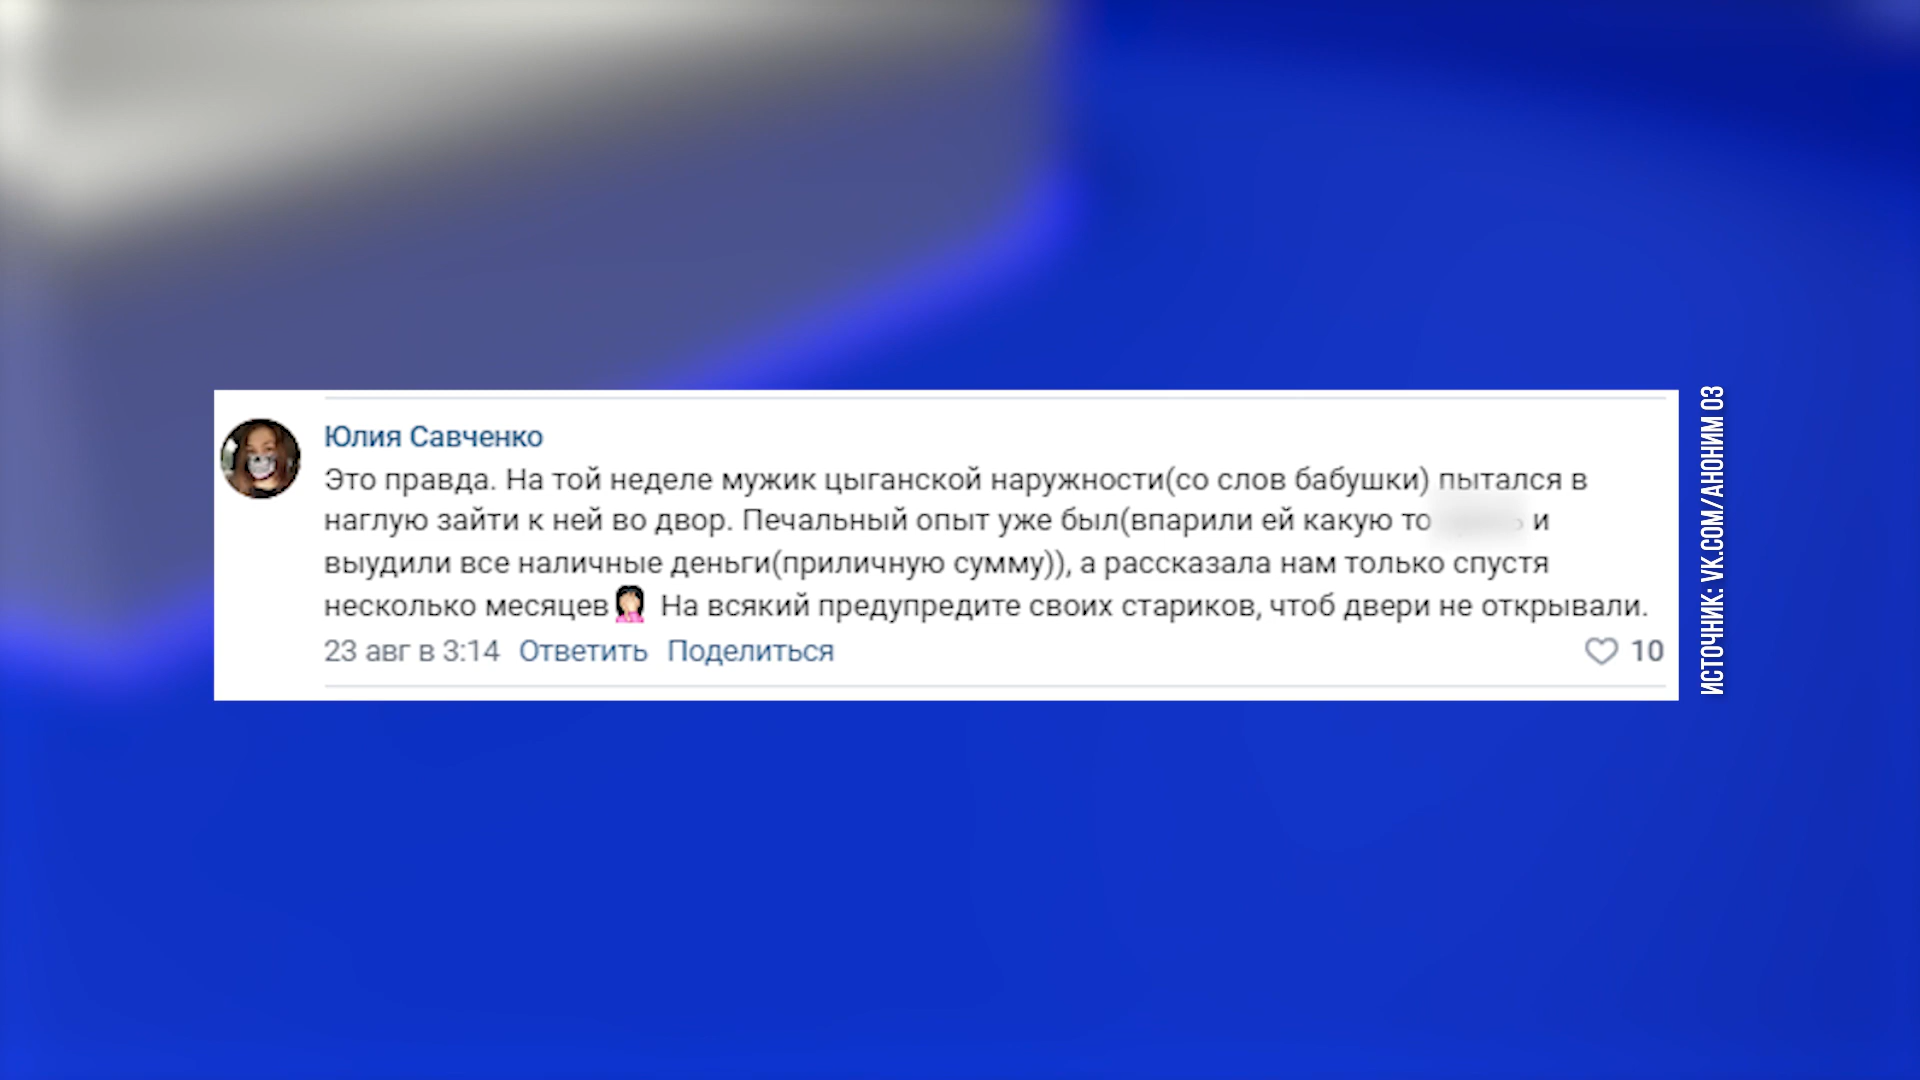 Юлия Савченко
Это правда. На той неделе мужик цыганской наружности(со слов бабушки) пытался в
наглую зайти к ней во двор. Печальный опыт уже был(впарили ей какую то и
выудили все наличные деньги(приличную сумму)), а рассказала нам только спустя
несколько месяцев🤦🏻‍♀️ На всякий предупредите своих стариков, чтоб двери не открывали.
23 авг в 3:14 Ответить Поделиться 10
ИСТОЧНИК: VK.COM/АНОНИМ 03